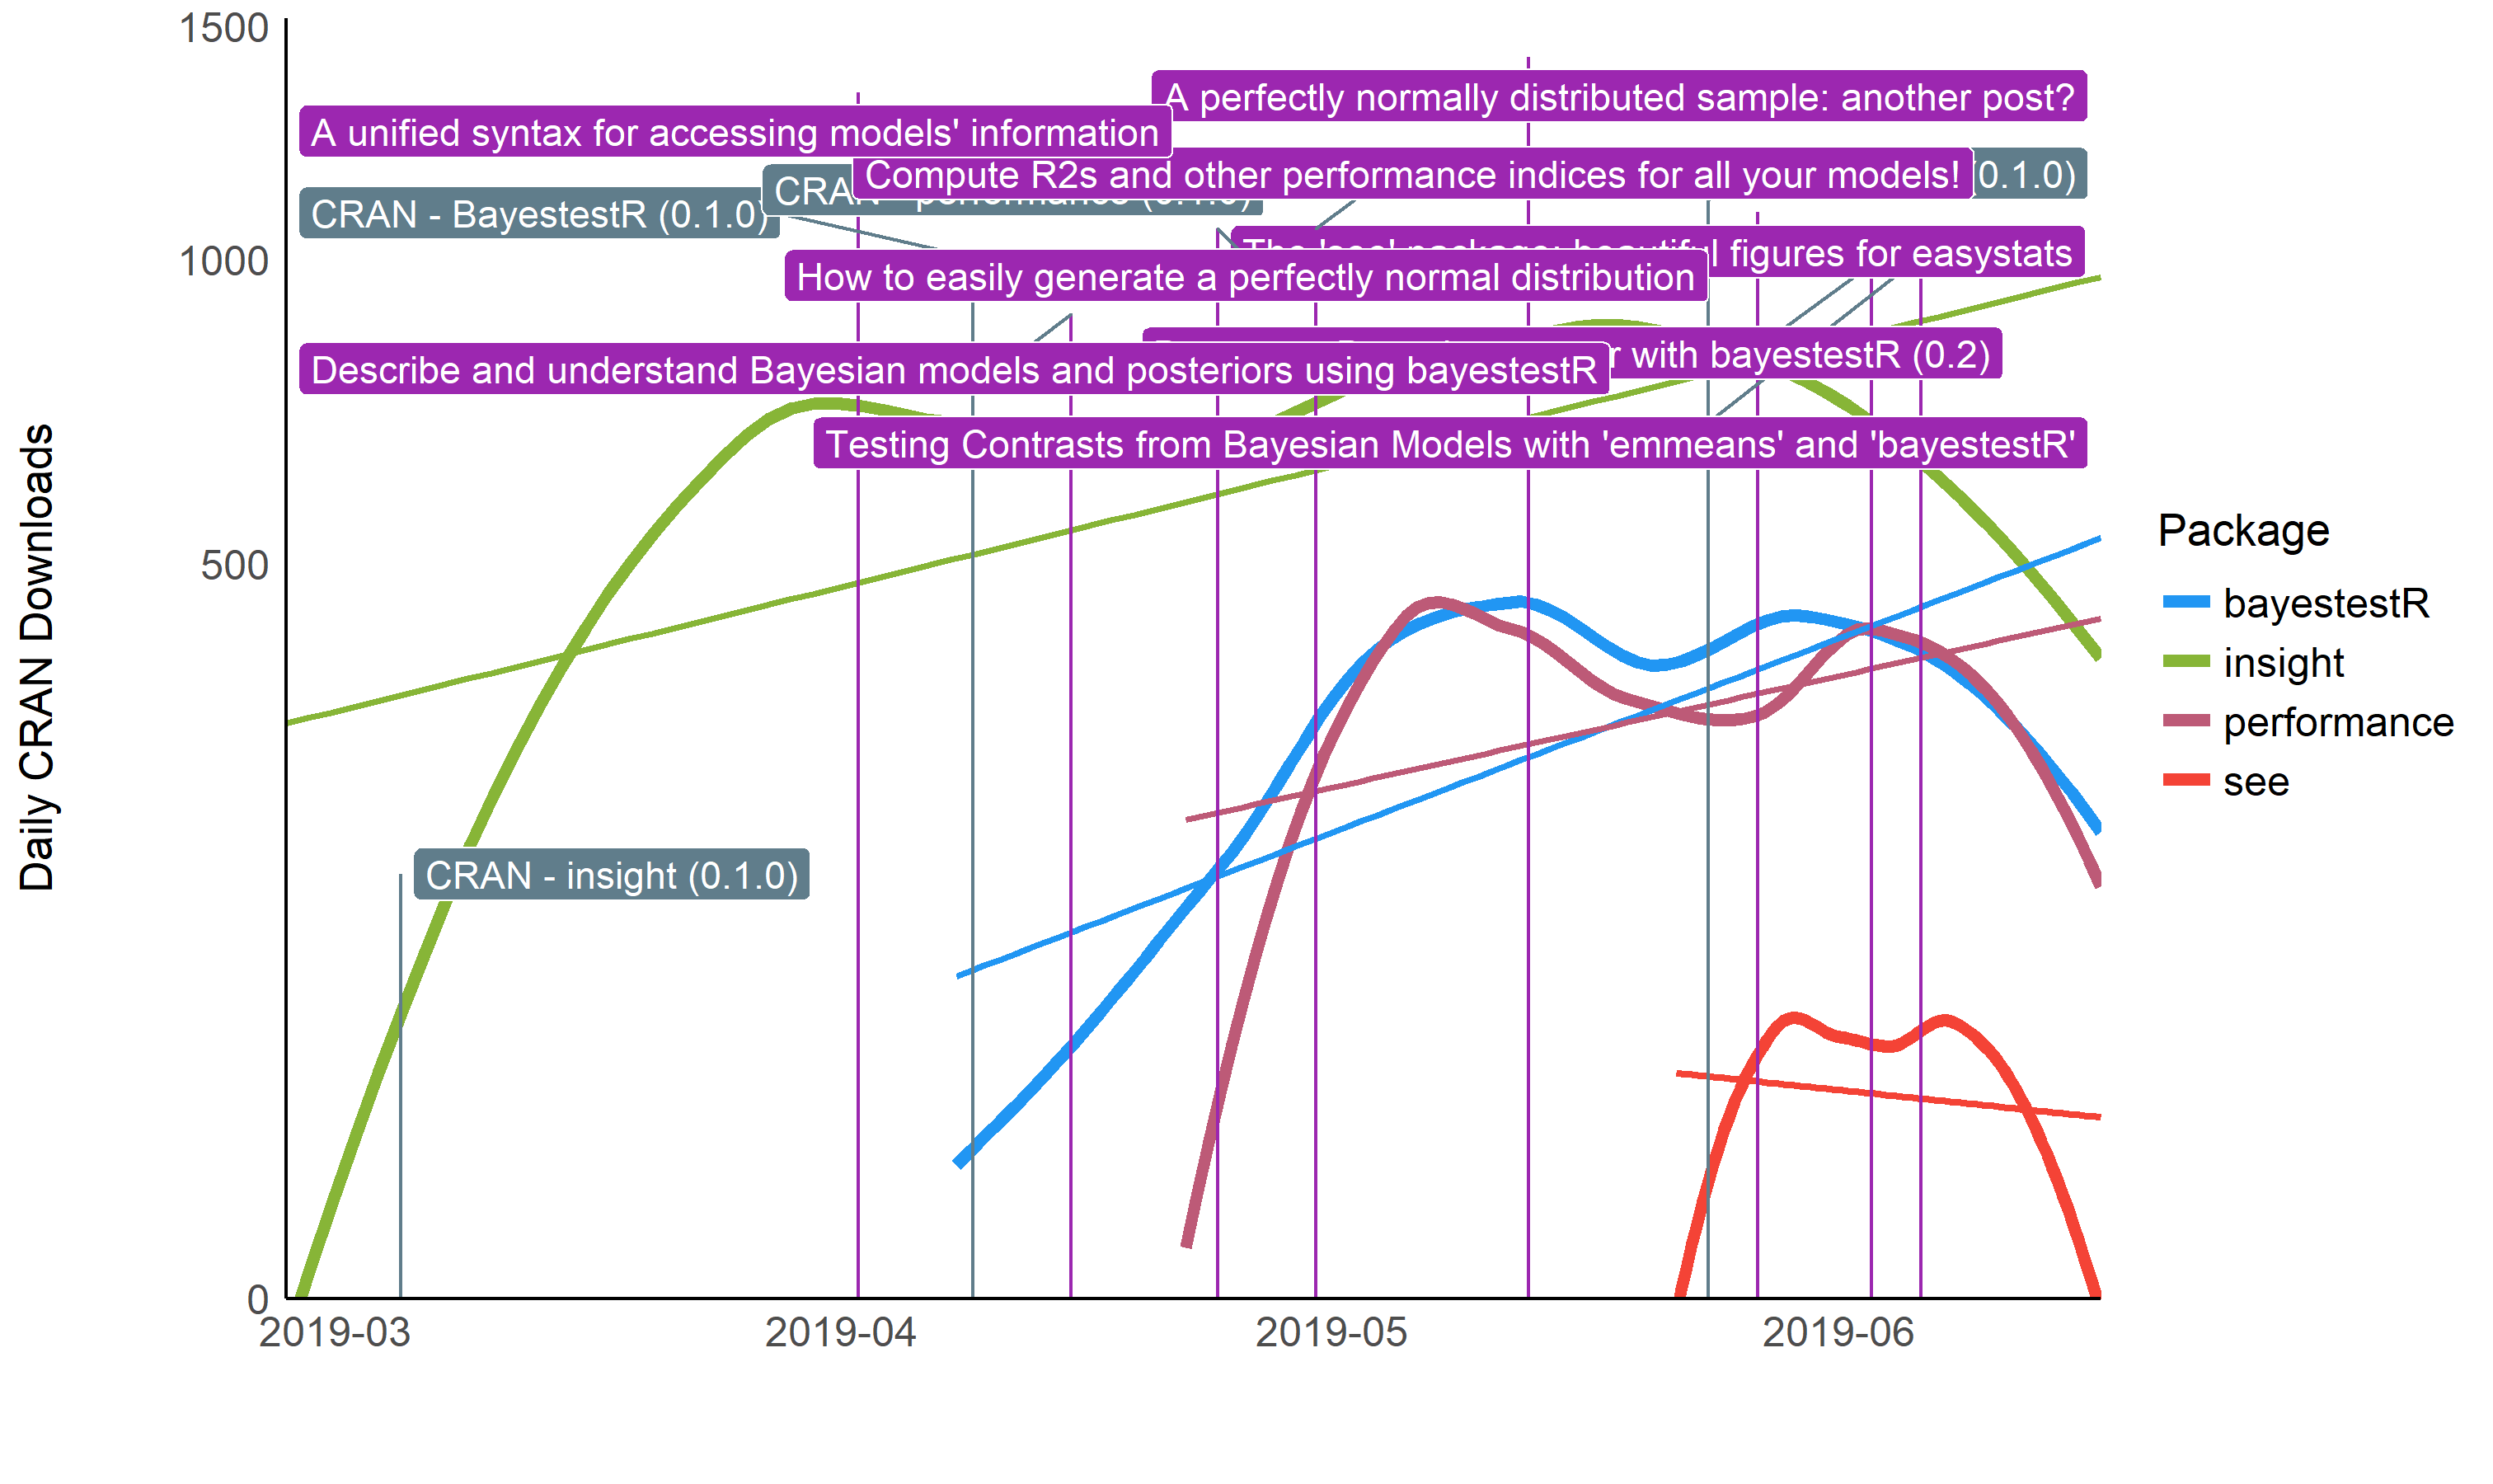 1500
1000
500
0
Daily CRAN Downloads
A perfectly normally distributed sample: another post?
A unified syntax for accessing models' information
Compute R2s and other performance indices for all your models!
(0.1.0)
CRAN - BayestestR (0.1.0)
CRAN
figures for easystats
How to easily generate a perfectly normal distribution
with bayestestR (0.2)
Describe and understand Bayesian models and posteriors using bayestestR
Testing Contrasts from Bayesian Models with 'emmeans' and 'bayestestR'
CRAN - insight (0.1.0)
Package
bayestestR
insight
performance
see
2019-03
2019-04
2019-05
2019-06